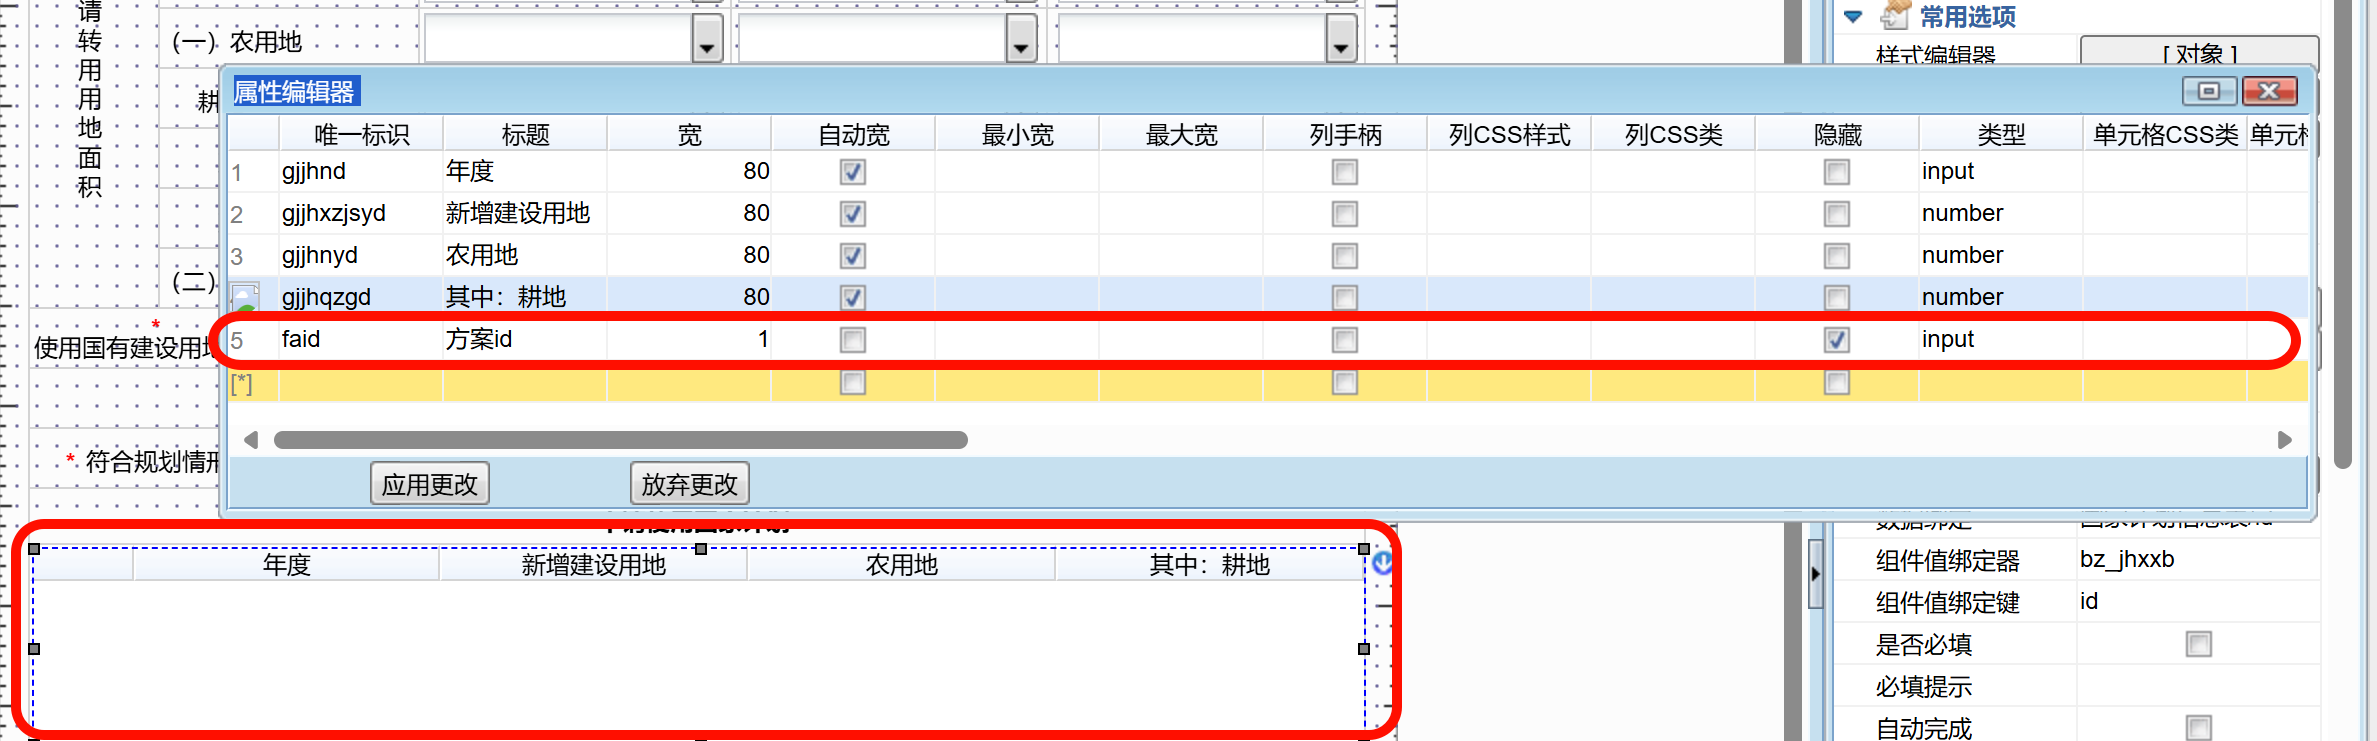 请转用用地面积
(一) 农用地
常用选项
样式编辑器 [ 对象 ]
耕
(二)
*
使用国有建设用地
* 符合规划情形
属性编辑器
唯一标识 标题 宽 自动宽 最小宽 最大宽 列手柄 列CSS样式 列CSS类 隐藏 类型 单元格CSS类 单元格
1 gjjhnd 年度 80 input
2 gjjhxzjsyd 新增建设用地 80 number
3 gjjhnyd 农用地 80 number
gjjhqzgd 其中：耕地 80 number
5 faid 方案id 1 input
[*]
应用更改 放弃更改
年度 新增建设用地 农用地 其中：耕地
组件值绑定器 bz_jhxxb
组件值绑定键 id
是否必填
必填提示
自动完成